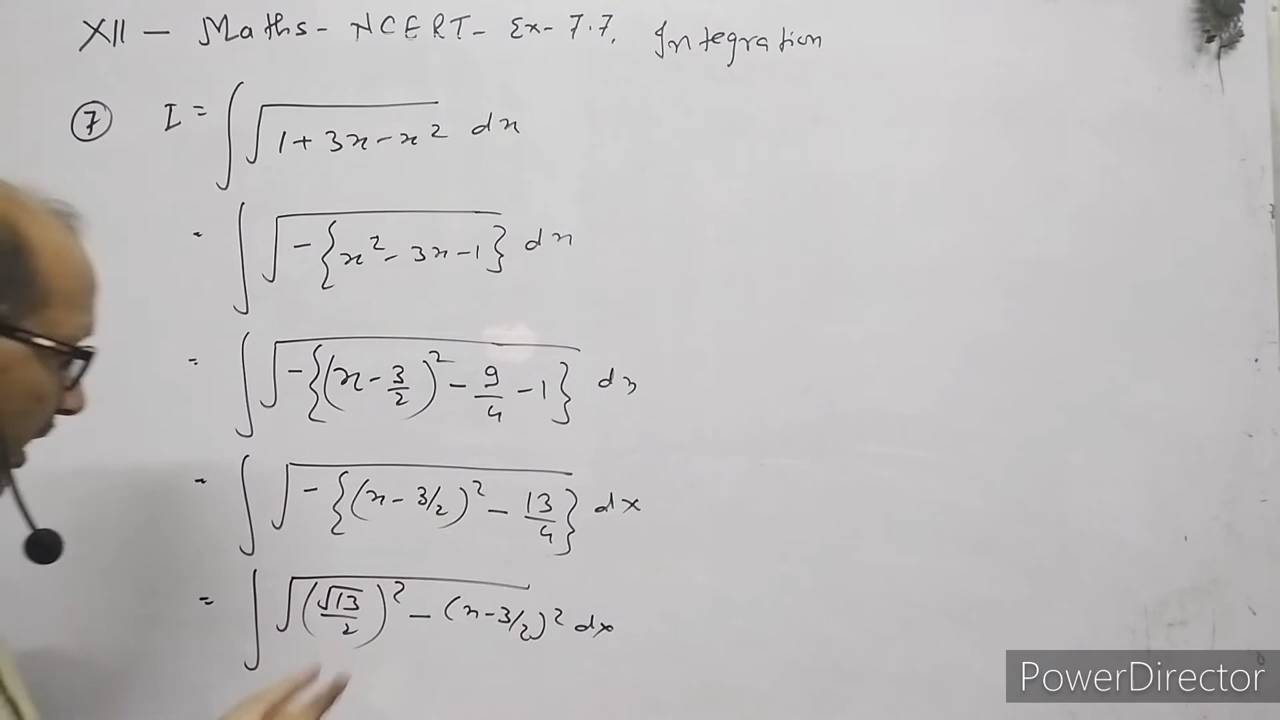 XII - Maths - NCERT - Ex - 7.7. Integration
7 I = ∫ √(1 + 3x - x²) dx
= ∫ √(-{x² - 3x - 1}) dx
= ∫ √(-{(x - 3/2)² - 9/4 - 1}) dx
= ∫ √(-{(x - 3/2)² - 13/4}) dx
= ∫ √((√13/2)² - (x - 3/2)²) dx
PowerDirector